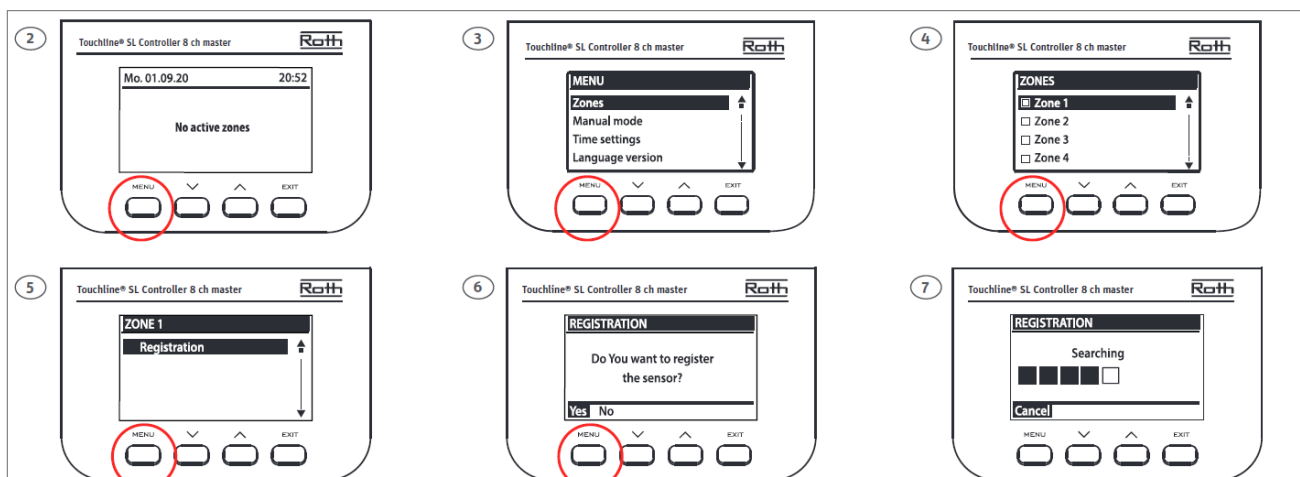 2
Touchline® SL Controller 8 ch master Roth
Mo. 01.09.20 20:52
No active zones
MENU EXIT
3
Touchline® SL Controller 8 ch master Roth
MENU
Zones
Manual mode
Time settings
Language version
MENU EXIT
4
Touchline® SL Controller 8 ch master Roth
ZONES
Zone 1
Zone 2
Zone 3
Zone 4
MENU EXIT
5
Touchline® SL Controller 8 ch master Roth
ZONE 1
Registration
MENU EXIT
6
Touchline® SL Controller 8 ch master Roth
REGISTRATION
Do You want to register
the sensor?
Yes No
MENU EXIT
7
Touchline® SL Controller 8 ch master Roth
REGISTRATION
Searching
Cancel
MENU EXIT